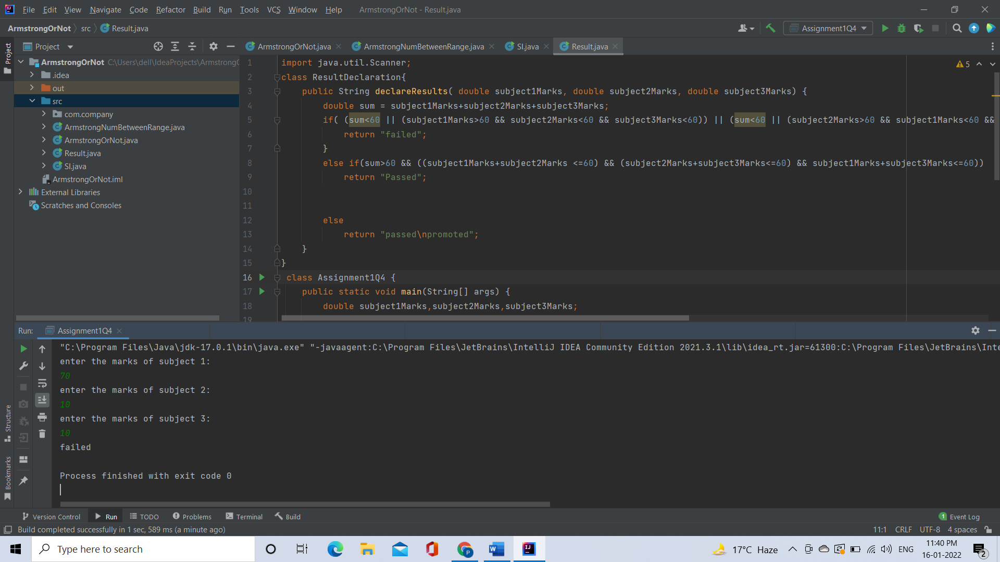 File Edit View Navigate Code Refactor Build Run Tools VCS Window Help ArmstrongOrNot - Result.java
ArmstrongOrNot src Result.java Assignment1Q4
Project
Project ArmstrongOrNot.java ArmstrongNumBetweenRange.java SI.java Result.java
ArmstrongOrNot C:\Users\dell\IdeaProjects\Armstrong
.idea
out
src
com.company
ArmstrongNumBetweenRange.java
ArmstrongOrNot.java
Result.java
SI.java
ArmstrongOrNot.iml
External Libraries
Scratches and Consoles
5
1 import java.util.Scanner;
2 class ResultDeclaration{
3 public String declareResults( double subject1Marks, double subject2Marks, double subject3Marks) {
4 double sum = subject1Marks+subject2Marks+subject3Marks;
5 if( (sum<60 || (subject1Marks>60 && subject2Marks<60 && subject3Marks<60)) || (sum<60 || (subject2Marks>60 && subject1Marks<60 &&
6 return "failed";
7 }
8 else if(sum>60 && ((subject1Marks+subject2Marks <=60) && (subject2Marks+subject3Marks<=60) && subject1Marks+subject3Marks<=60))
9 return "Passed";
10
11
12 else
13 return "passed\npromoted";
14 }
15 }
16 class Assignment1Q4 {
17 public static void main(String[] args) {
18 double subject1Marks,subject2Marks,subject3Marks;
19
Run: Assignment1Q4
"C:\Program Files\Java\jdk-17.0.1\bin\java.exe" "-javaagent:C:\Program Files\JetBrains\IntelliJ IDEA Community Edition 2021.3.1\lib\idea_rt.jar=61300:C:\Program Files\JetBrains\Inte
enter the marks of subject 1:
70
enter the marks of subject 2:
10
enter the marks of subject 3:
10
failed
Process finished with exit code 0
Structure
Bookmarks
Version Control Run TODO Problems Terminal Build 1 Event Log
Build completed successfully in 1 sec, 589 ms (a minute ago) 11:1 CRLF UTF-8 4 spaces
Type here to search 17°C Haze ENG 11:40 PM
16-01-2022 2